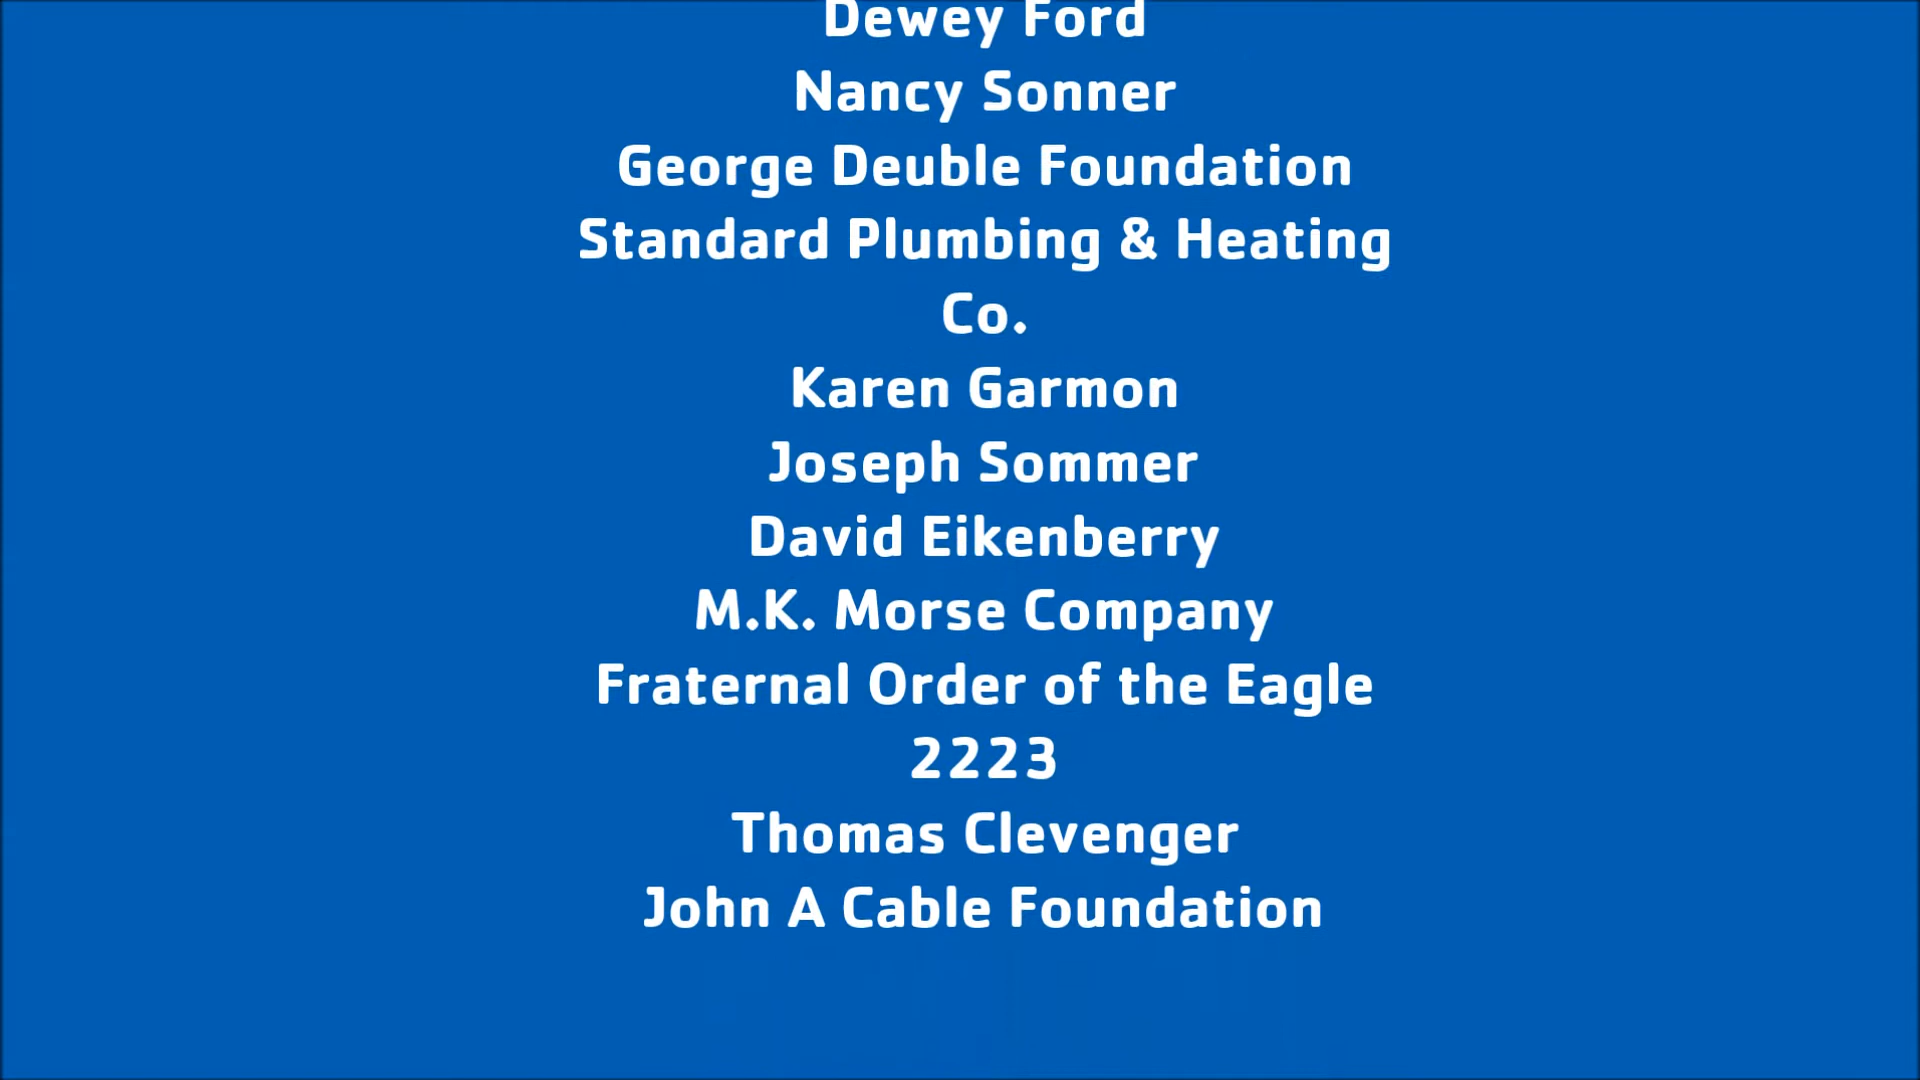 Dewey Ford
Nancy Sonner
George Deuble Foundation
Standard Plumbing & Heating
Co.
Karen Garmon
Joseph Sommer
David Eikenberry
M.K. Morse Company
Fraternal Order of the Eagle
2223
Thomas Clevenger
John A Cable Foundation